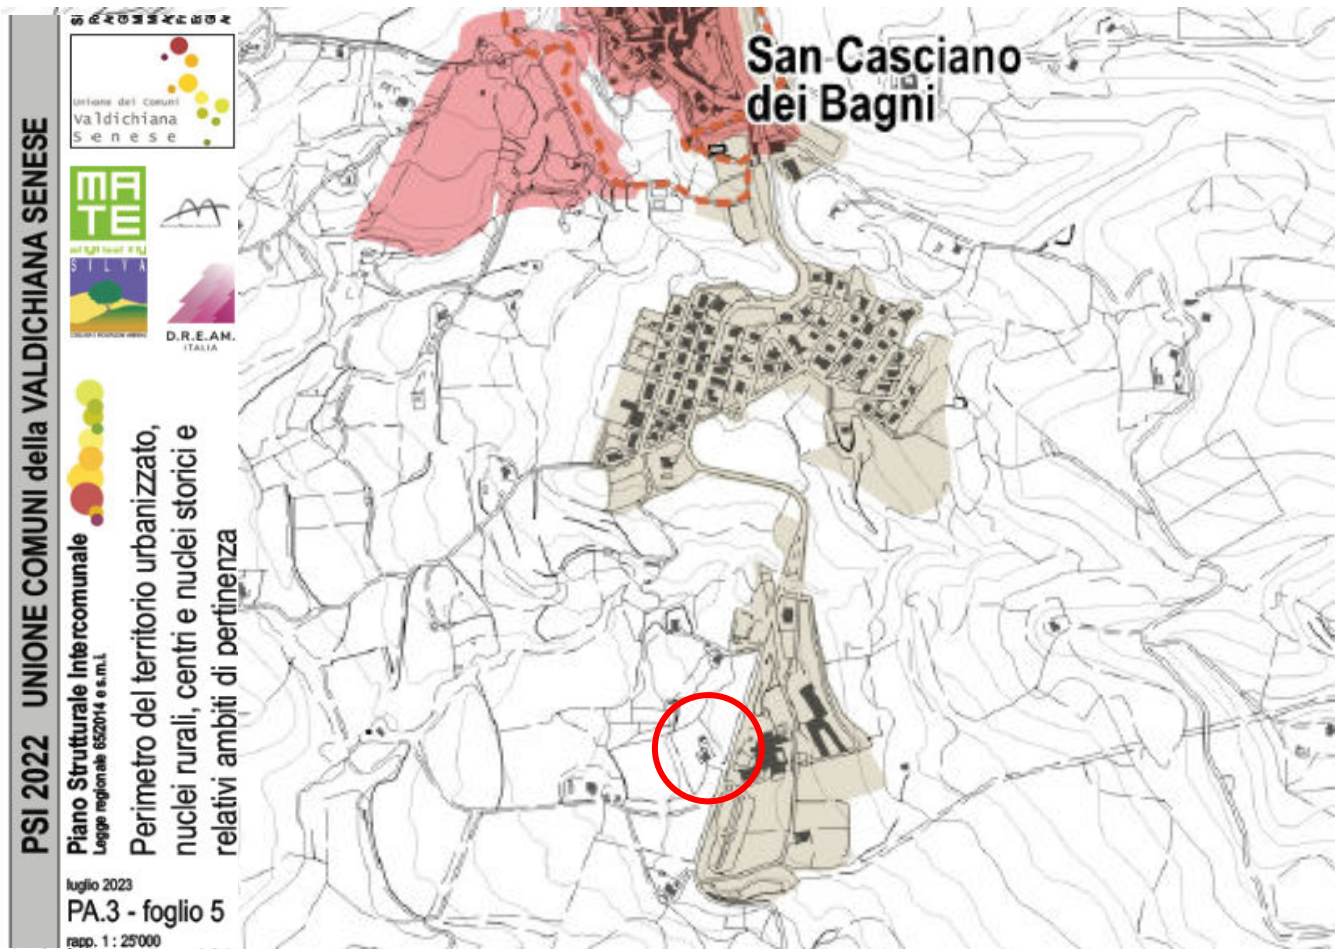 PSI 2022 UNIONE COMUNI della VALDICHIANA SENESE
Unione dei Comuni
Valdichiana
Senese
MA
TE
SILVA
D.R.E.AM.
ITALIA
Piano Strutturale Intercomunale
Legge regionale 65/2014 e s.m.i.
Perimetro del territorio urbanizzato,
nuclei rurali, centri e nuclei storici e
relativi ambiti di pertinenza
luglio 2023
PA.3 - foglio 5
rapp. 1 : 25'000
San Casciano
dei Bagni